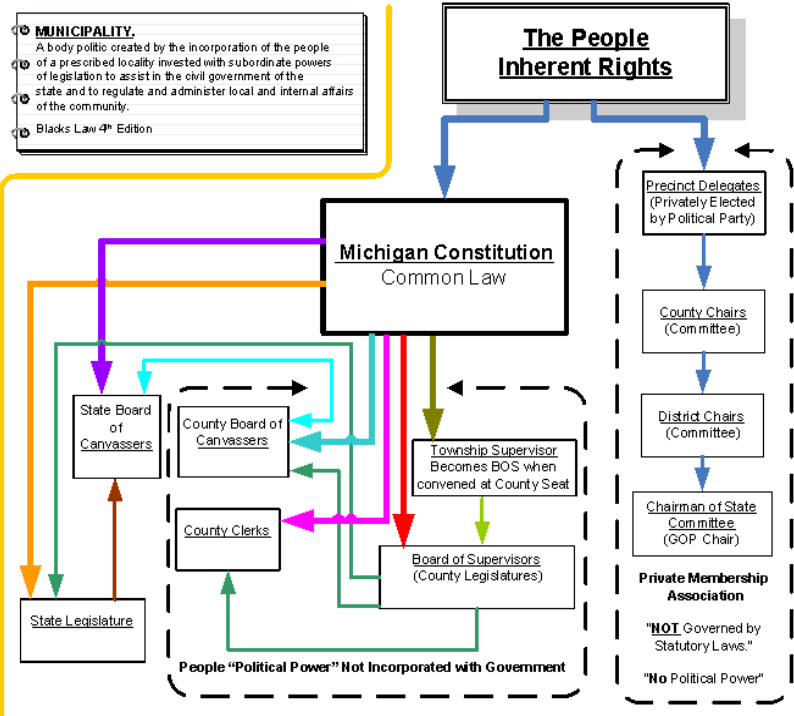 MUNICIPALITY.
A body politic created by the incorporation of the people
of a prescribed locality invested with subordinate powers
of legislation to assist in the civil government of the
state and to regulate and administer local and internal affairs
of the community.
Blacks Law 4th Edition
The People
Inherent Rights
Precinct Delegates
(Privately Elected
by Political Party)
Michigan Constitution
Common Law
County Chairs
(Committee)
State Board
of
Canvassers
County Board of
Canvassers
District Chairs
(Committee)
Township Supervisor
Becomes BOS when
convened at County Seat
County Clerks
Chairman of State
Committee
(GOP Chair)
Board of Supervisors
(County Legislatures)
Private Membership
Association
State Legislature
"NOT Governed by
Statutory Laws."
People “Political Power” Not Incorporated with Government
"No Political Power"